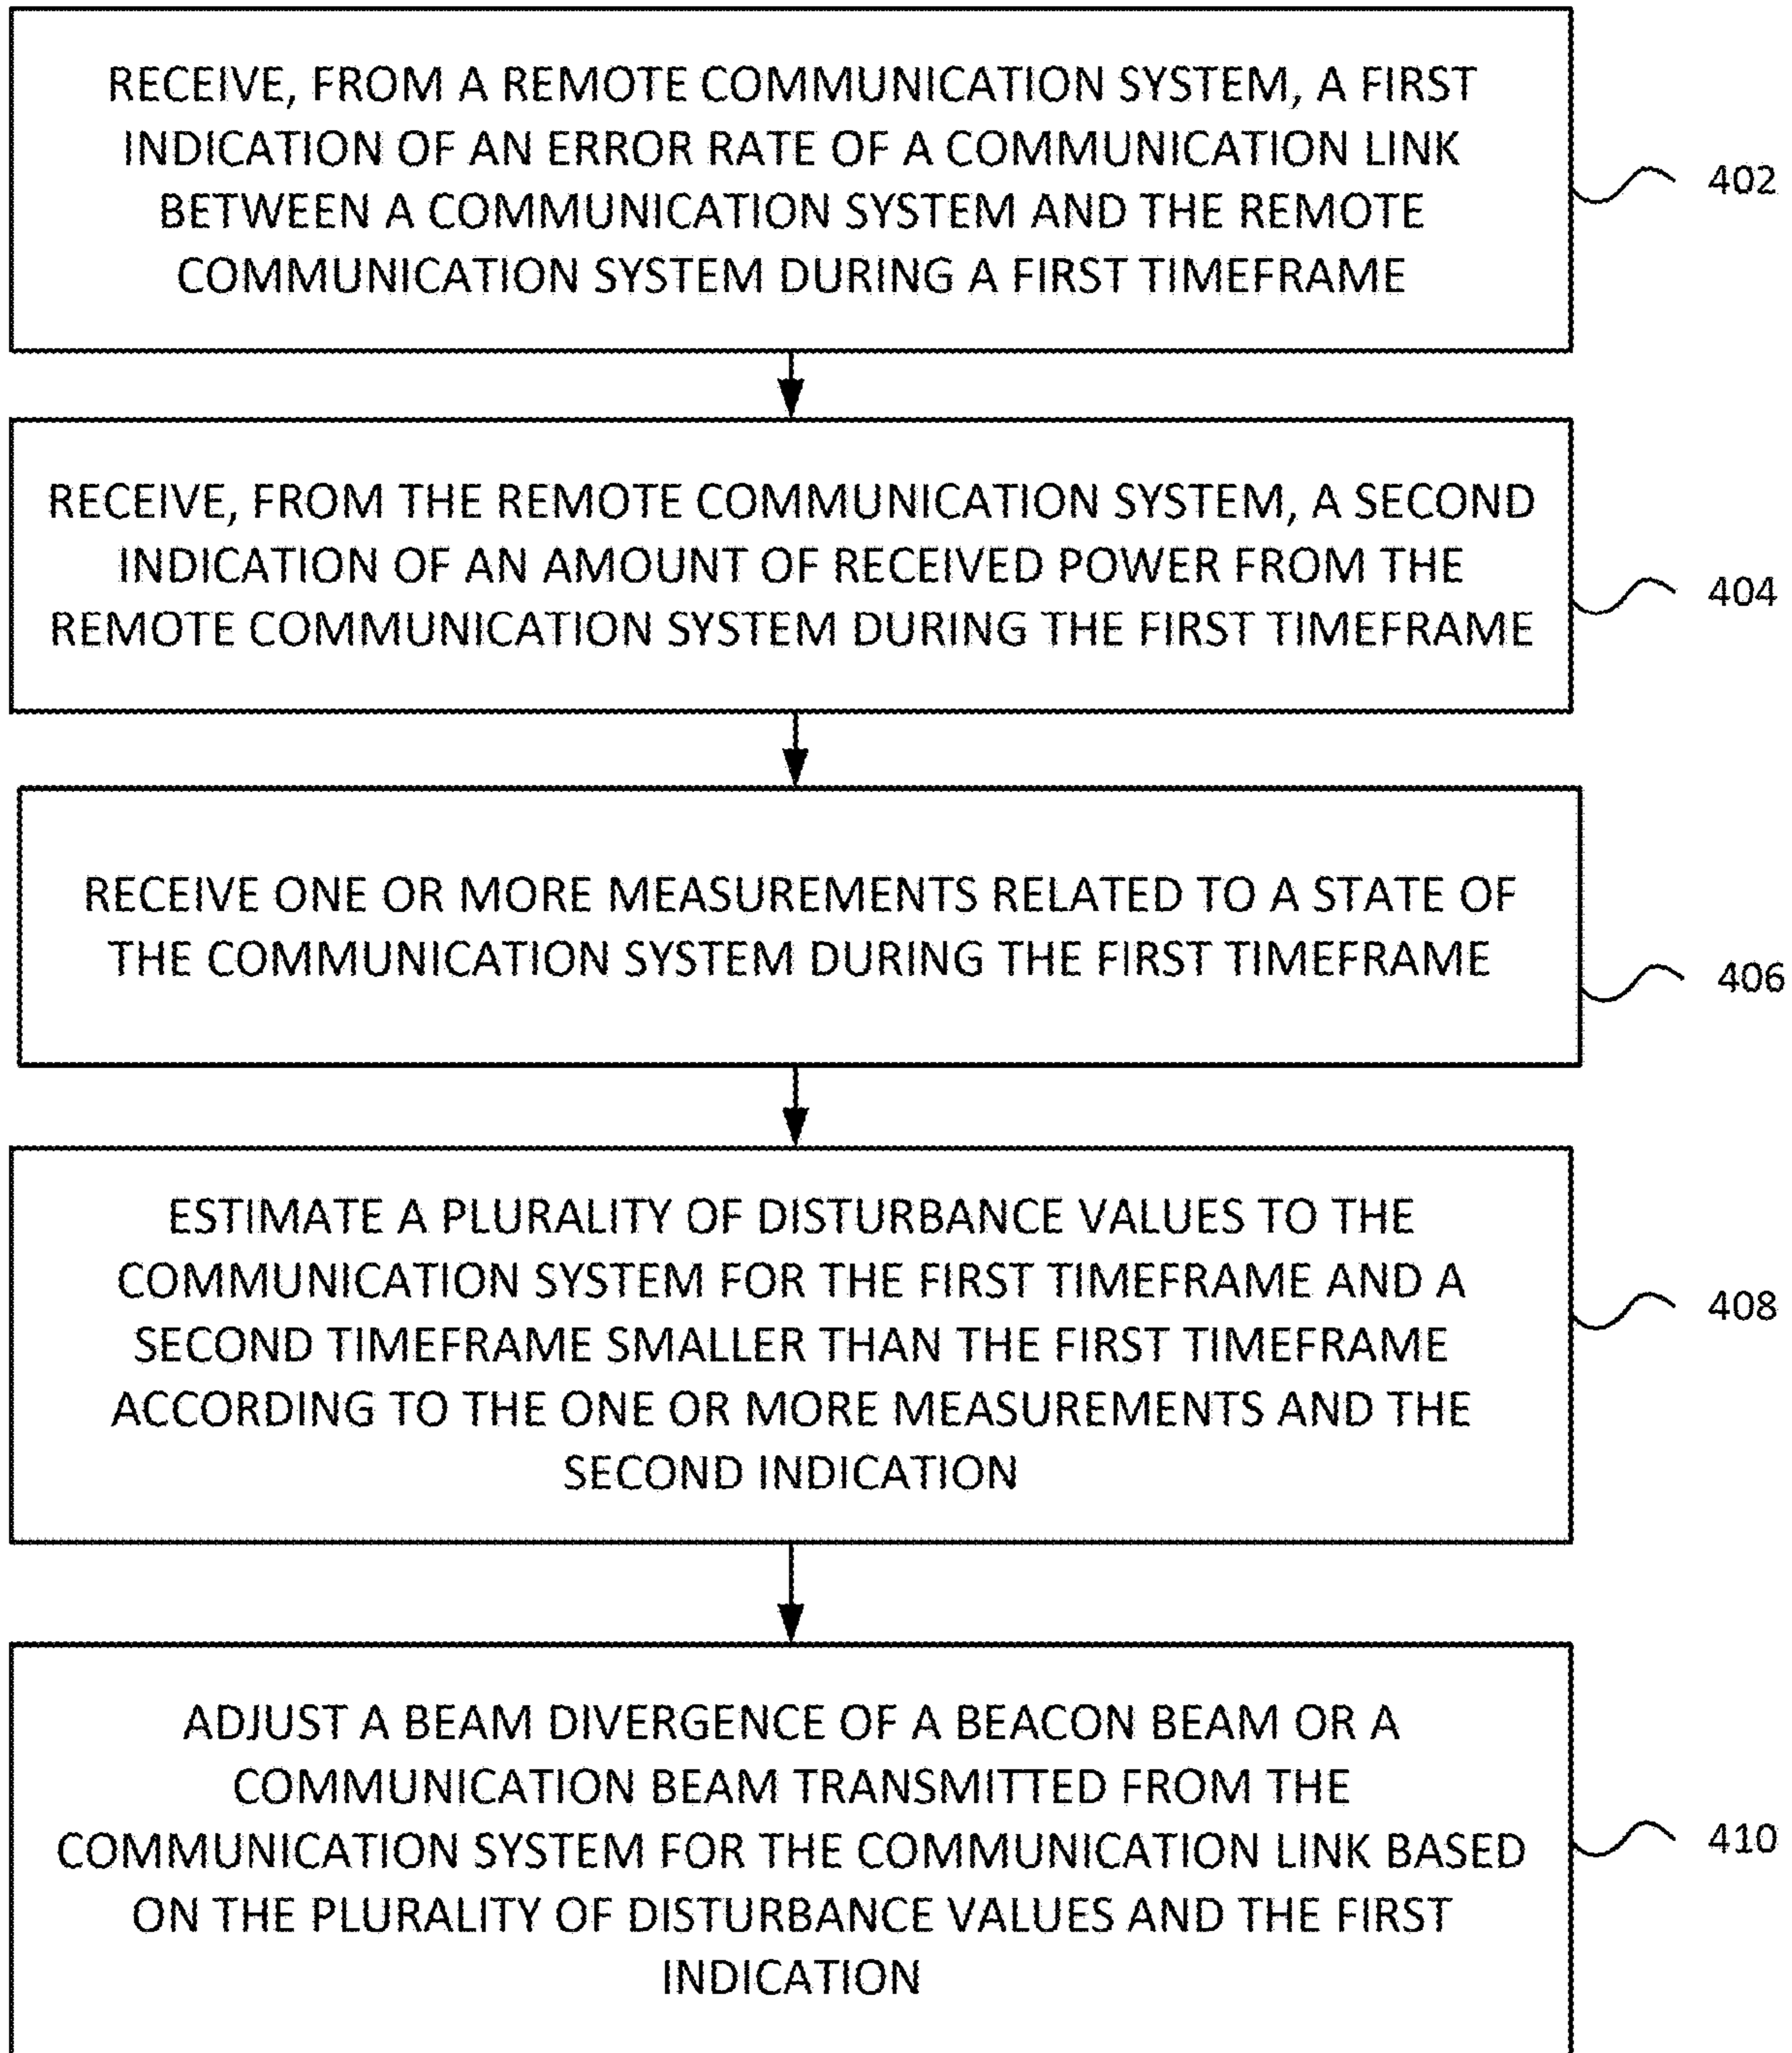 RECEIVE, FROM A REMOTE COMMUNICATION SYSTEM, A FIRST
INDICATION OF AN ERROR RATE OF A COMMUNICATION LINK
BETWEEN A COMMUNICATION SYSTEM AND THE REMOTE
COMMUNICATION SYSTEM DURING A FIRST TIMEFRAME
402
RECEIVE, FROM THE REMOTE COMMUNICATION SYSTEM, A SECOND
INDICATION OF AN AMOUNT OF RECEIVED POWER FROM THE
REMOTE COMMUNICATION SYSTEM DURING THE FIRST TIMEFRAME
404
RECEIVE ONE OR MORE MEASUREMENTS RELATED TO A STATE OF
THE COMMUNICATION SYSTEM DURING THE FIRST TIMEFRAME
406
ESTIMATE A PLURALITY OF DISTURBANCE VALUES TO THE
COMMUNICATION SYSTEM FOR THE FIRST TIMEFRAME AND A
SECOND TIMEFRAME SMALLER THAN THE FIRST TIMEFRAME
ACCORDING TO THE ONE OR MORE MEASUREMENTS AND THE
SECOND INDICATION
408
ADJUST A BEAM DIVERGENCE OF A BEACON BEAM OR A
COMMUNICATION BEAM TRANSMITTED FROM THE
COMMUNICATION SYSTEM FOR THE COMMUNICATION LINK BASED
ON THE PLURALITY OF DISTURBANCE VALUES AND THE FIRST
INDICATION
410